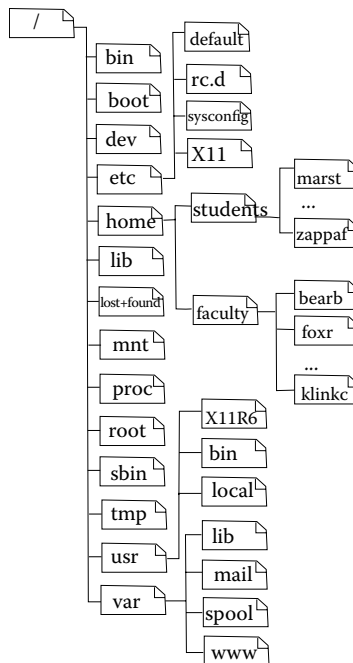 /
bin
boot
dev
etc
default
rc.d
sysconfig
X11
home
students
marst
...
zappaf
faculty
bearb
foxr
...
klinkc
lib
lost+found
mnt
proc
root
sbin
tmp
usr
X11R6
bin
local
var
lib
mail
spool
www